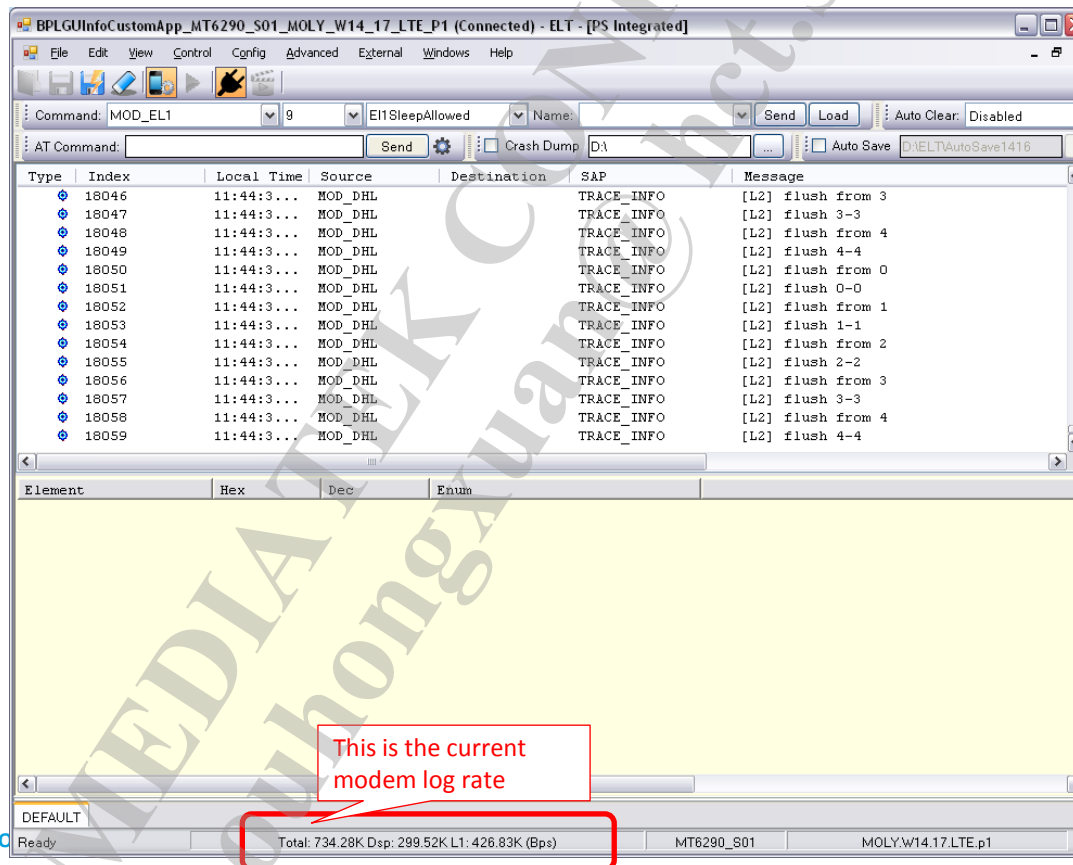 BPLGUInfoCustomApp_MT6290_S01_MOLY_W14_17_LTE_P1 (Connected) - ELT - [PS Integrated]
File Edit View Control Config Advanced External Windows Help
Command: MOD_EL1 9 El1SleepAllowed Name: Send Load Auto Clear: Disabled
AT Command: Send Crash Dump D:\ ... Auto Save D:\ELT\AutoSave1416
Type Index Local Time Source Destination SAP Message
18046 11:44:3... MOD_DHL TRACE_INFO [L2] flush from 3
18047 11:44:3... MOD_DHL TRACE_INFO [L2] flush 3-3
18048 11:44:3... MOD_DHL TRACE_INFO [L2] flush from 4
18049 11:44:3... MOD_DHL TRACE_INFO [L2] flush 4-4
18050 11:44:3... MOD_DHL TRACE_INFO [L2] flush from 0
18051 11:44:3... MOD_DHL TRACE_INFO [L2] flush 0-0
18052 11:44:3... MOD_DHL TRACE_INFO [L2] flush from 1
18053 11:44:3... MOD_DHL TRACE_INFO [L2] flush 1-1
18054 11:44:3... MOD_DHL TRACE_INFO [L2] flush from 2
18055 11:44:3... MOD_DHL TRACE_INFO [L2] flush 2-2
18056 11:44:3... MOD_DHL TRACE_INFO [L2] flush from 3
18057 11:44:3... MOD_DHL TRACE_INFO [L2] flush 3-3
18058 11:44:3... MOD_DHL TRACE_INFO [L2] flush from 4
18059 11:44:3... MOD_DHL TRACE_INFO [L2] flush 4-4
Element Hex Dec Enum
This is the current
modem log rate
DEFAULT
Ready Total: 734.28K Dsp: 299.52K L1: 426.83K (Bps) MT6290_S01 MOLY.W14.17.LTE.p1
MEDIATEK CON
ouhongxuan@hct.